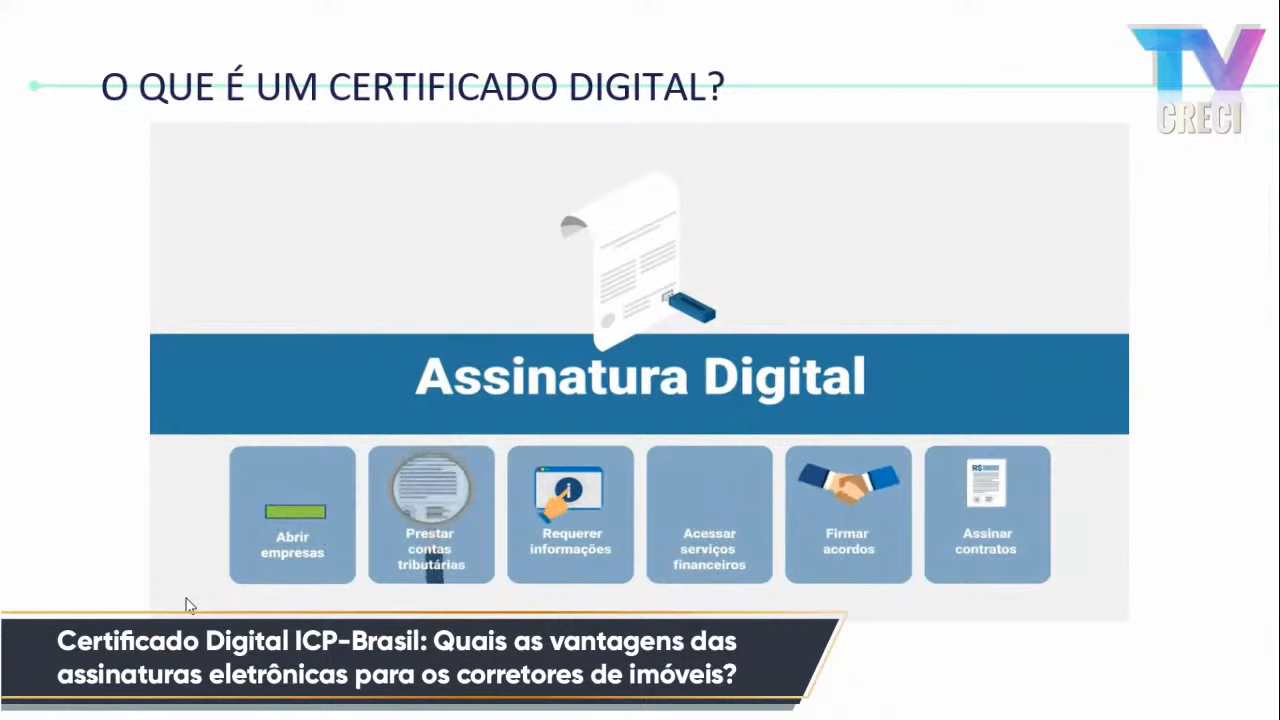 TV
CRECI
O QUE É UM CERTIFICADO DIGITAL?
Assinatura Digital
Abrir
empresas
Prestar
contas
tributárias
Requerer
informações
Acessar
serviços
financeiros
Firmar
acordos
R$
Assinar
contratos
Certificado Digital ICP-Brasil: Quais as vantagens das
assinaturas eletrônicas para os corretores de imóveis?